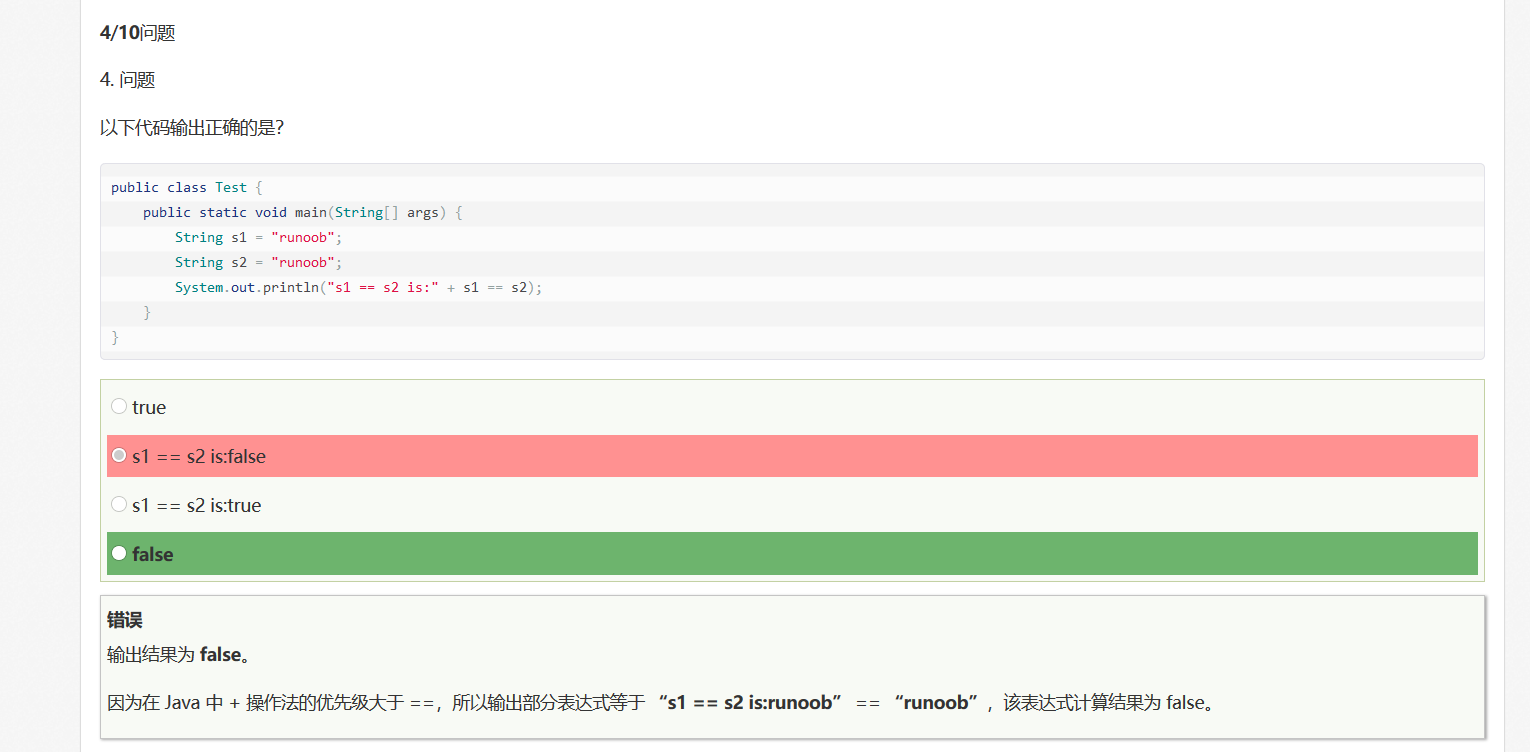 4/10问题
4. 问题
以下代码输出正确的是?
public class Test {
    public static void main(String[] args) {
        String s1 = "runoob";
        String s2 = "runoob";
        System.out.println("s1 == s2 is:" + s1 == s2);
    }
}
true
s1 == s2 is:false
s1 == s2 is:true
false
错误
输出结果为 false。
因为在 Java 中 + 操作法的优先级大于 ==，所以输出部分表达式等于 “s1 == s2 is:runoob” == “runoob” ，该表达式计算结果为 false。